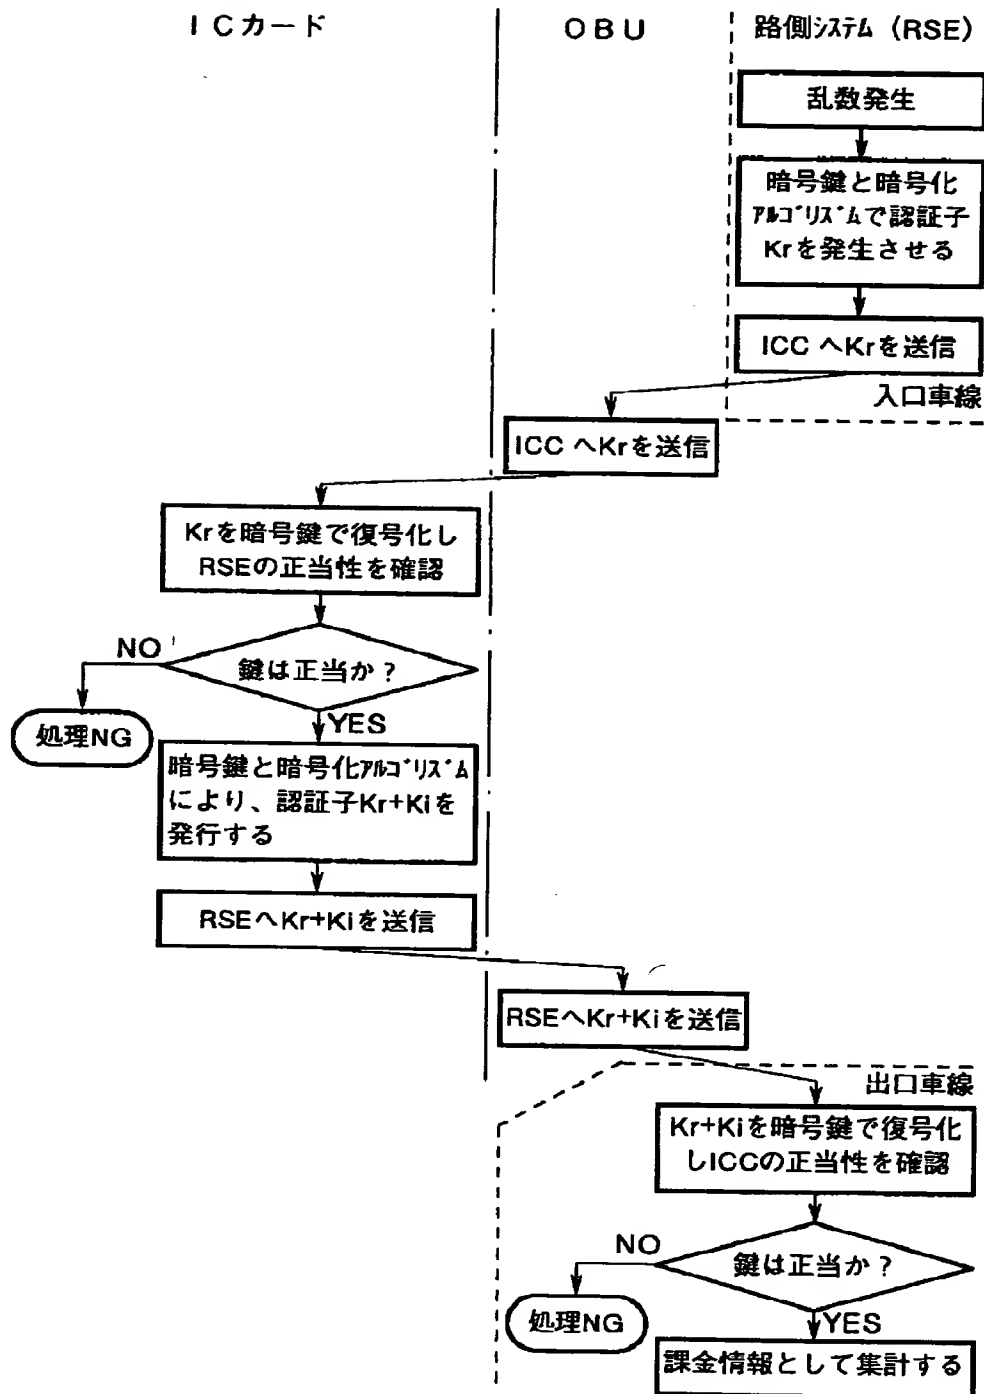 ICカード
OBU
路側システム (RSE)
乱数発生
暗号鍵と暗号化
アルゴリズムで認証子
Krを発生させる
ICC へKrを送信
入口車線
ICC へKrを送信
Krを暗号鍵で復号化し
RSEの正当性を確認
鍵は正当か?
NO
YES
処理NG
暗号鍵と暗号化アルゴリズム
により、認証子Kr+Kiを
発行する
RSEへKr+Kiを送信
RSEへKr+Kiを送信
出口車線
Kr+Kiを暗号鍵で復号化
しICCの正当性を確認
鍵は正当か?
NO
YES
処理NG
課金情報として集計する